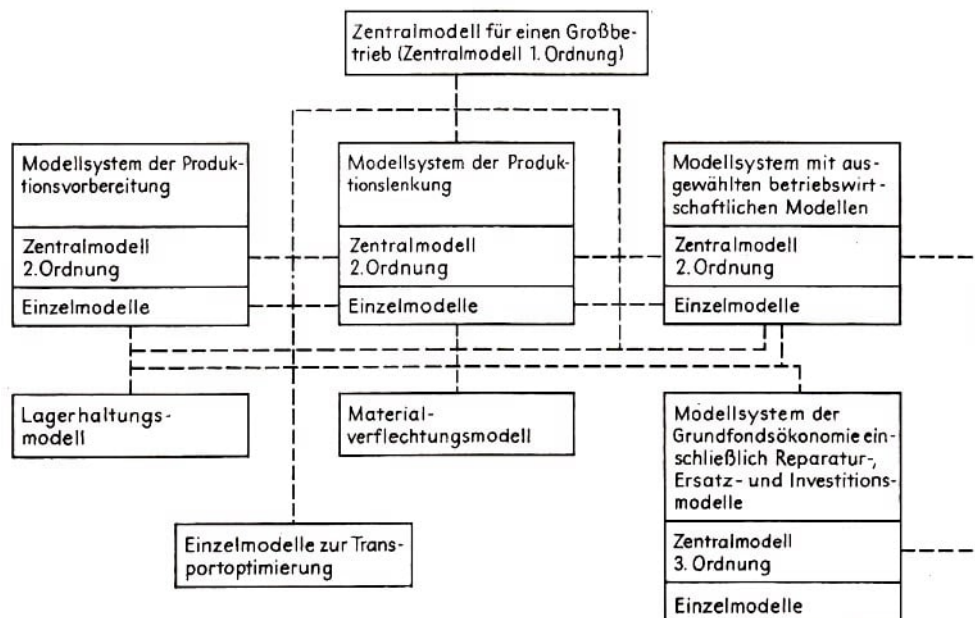 Zentralmodell für einen Großbe-
trieb (Zentralmodell 1. Ordnung)
Modellsystem der Produk-
tionsvorbereitung
Zentralmodell
2. Ordnung
Einzelmodelle
Modellsystem der Produk-
tionslenkung
Zentralmodell
2. Ordnung
Einzelmodelle
Modellsystem mit aus-
gewählten betriebswirt-
schaftlichen Modellen
Zentralmodell
2. Ordnung
Einzelmodelle
Lagerhaltungs-
modell
Material-
verflechtungsmodell
Modellsystem der
Grundfondsökonomie ein-
schließlich Reparatur-,
Ersatz- und Investitions-
modelle
Zentralmodell
3. Ordnung
Einzelmodelle
Einzelmodelle zur Trans-
portoptimierung